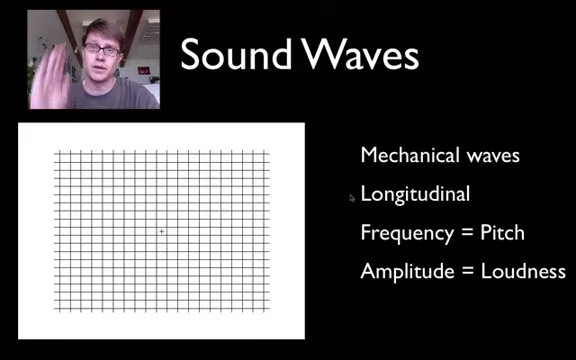 Sound Waves
Mechanical waves
Longitudinal
Frequency = Pitch
Amplitude = Loudness